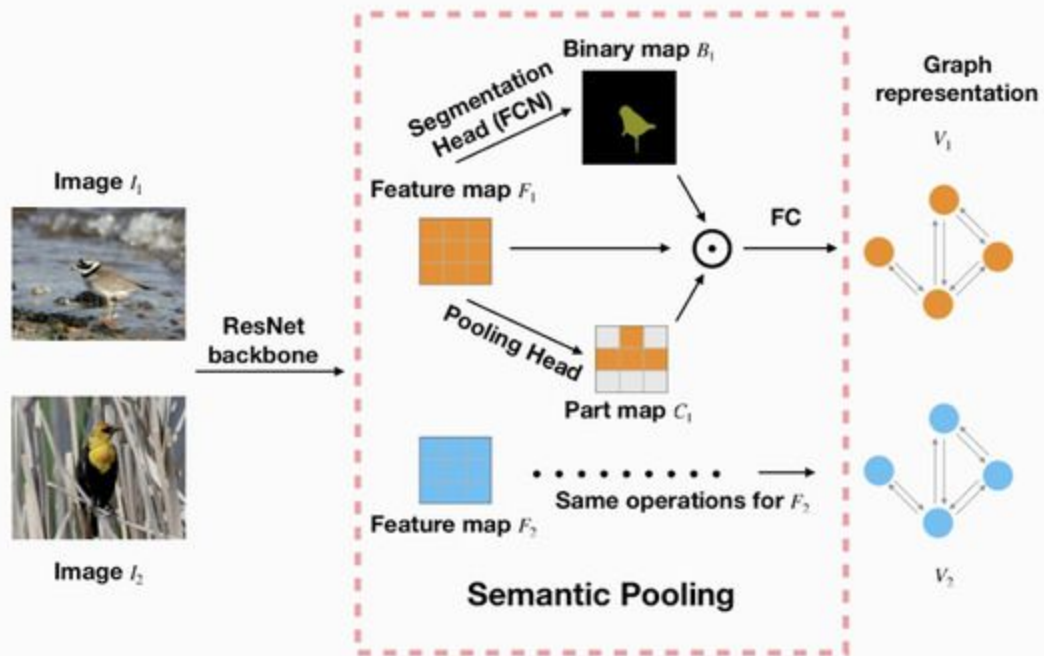 Binary map B₁
Segmentation
Head (FCN)
Graph
representation
V₁
Image I₁
Feature map F₁
FC
ResNet
backbone
Pooling Head
Part map C₁
Same operations for F₂
Feature map F₂
Image I₂
V₂
Semantic Pooling